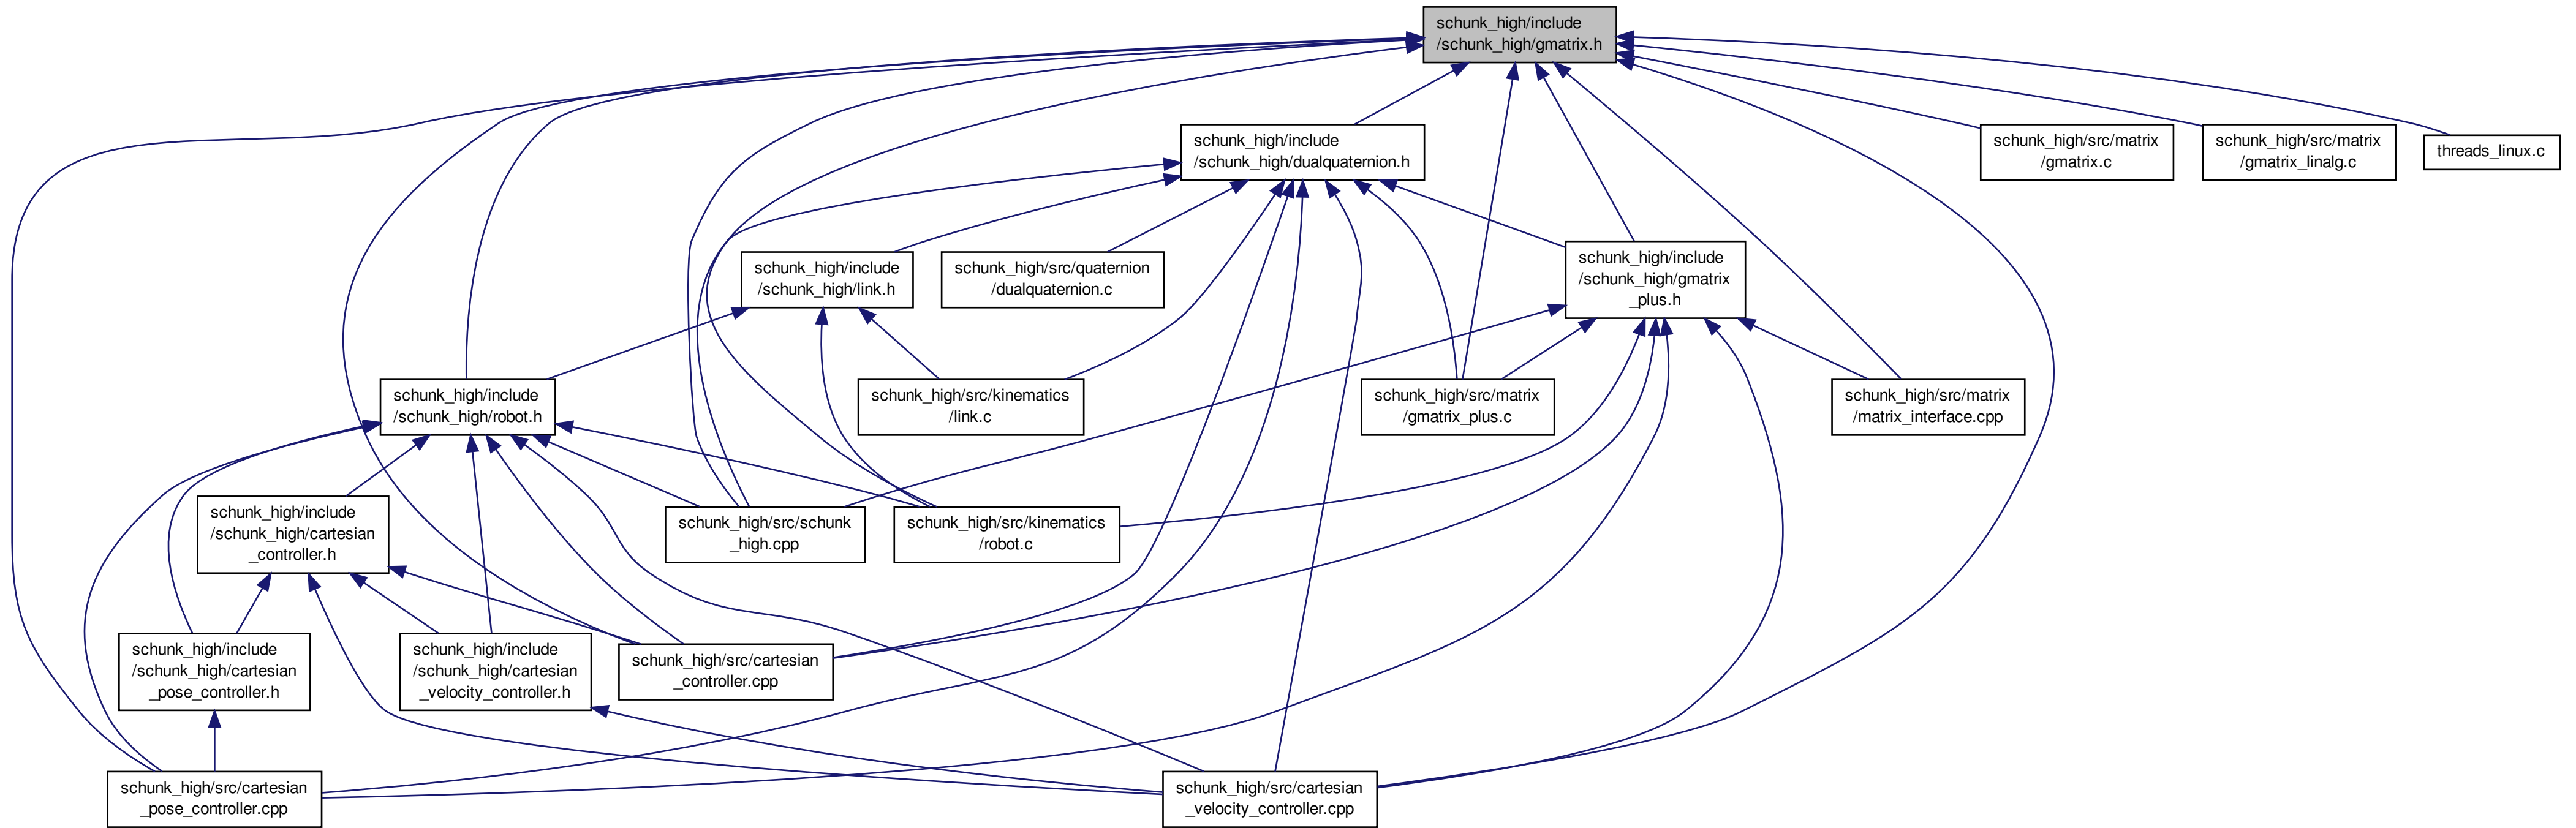 schunk_high/include
/schunk_high/gmatrix.h
schunk_high/include
/schunk_high/dualquaternion.h
schunk_high/src/matrix
/gmatrix.c
schunk_high/src/matrix
/gmatrix_linalg.c
threads_linux.c
schunk_high/include
/schunk_high/link.h
schunk_high/src/quaternion
/dualquaternion.c
schunk_high/include
/schunk_high/gmatrix
_plus.h
schunk_high/include
/schunk_high/robot.h
schunk_high/src/kinematics
/link.c
schunk_high/src/matrix
/gmatrix_plus.c
schunk_high/src/matrix
/matrix_interface.cpp
schunk_high/include
/schunk_high/cartesian
_controller.h
schunk_high/src/schunk
_high.cpp
schunk_high/src/kinematics
/robot.c
schunk_high/include
/schunk_high/cartesian
_pose_controller.h
schunk_high/include
/schunk_high/cartesian
_velocity_controller.h
schunk_high/src/cartesian
_controller.cpp
schunk_high/src/cartesian
_pose_controller.cpp
schunk_high/src/cartesian
_velocity_controller.cpp